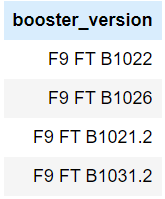 booster_version
F9 FT B1022
F9 FT B1026
F9 FT B1021.2
F9 FT B1031.2